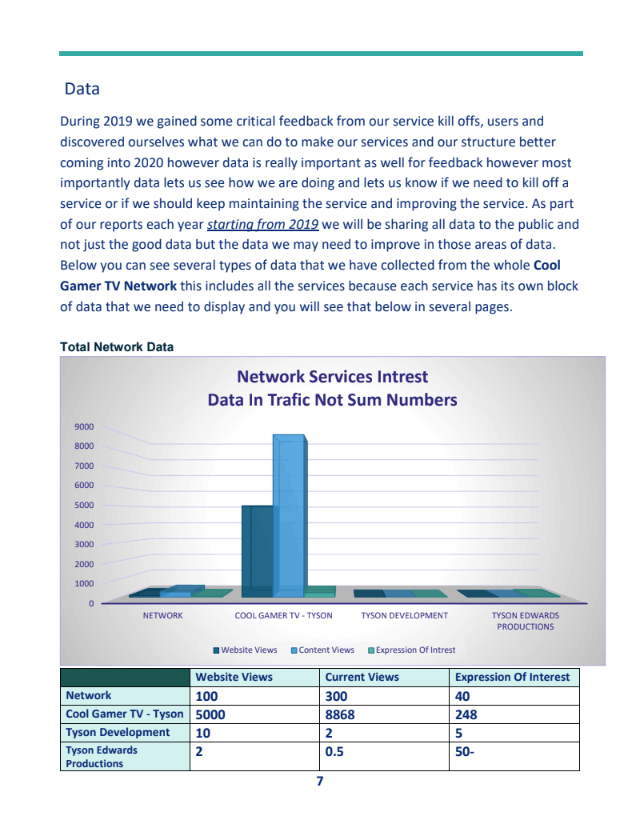 Data
During 2019 we gained some critical feedback from our service kill offs, users and
discovered ourselves what we can do to make our services and our structure better
coming into 2020 however data is really important as well for feedback however most
importantly data lets us see how we are doing and lets us know if we need to kill off a
service or if we should keep maintaining the service and improving the service. As part
of our reports each year starting from 2019 we will be sharing all data to the public and
not just the good data but the data we may need to improve in those areas of data.
Below you can see several types of data that we have collected from the whole Cool
Gamer TV Network this includes all the services because each service has its own block
of data that we need to display and you will see that below in several pages.
Total Network Data
Network Services Intrest
Data In Trafic Not Sum Numbers
9000
8000
7000
6000
5000
4000
3000
2000
1000
0
NETWORK COOL GAMER TV - TYSON TYSON DEVELOPMENT TYSON EDWARDS
PRODUCTIONS
Website Views Content Views Expression Of Intrest
Website Views Current Views Expression Of Interest
Network 100 300 40
Cool Gamer TV - Tyson 5000 8868 248
Tyson Development 10 2 5
Tyson Edwards 2 0.5 50-
Productions
7